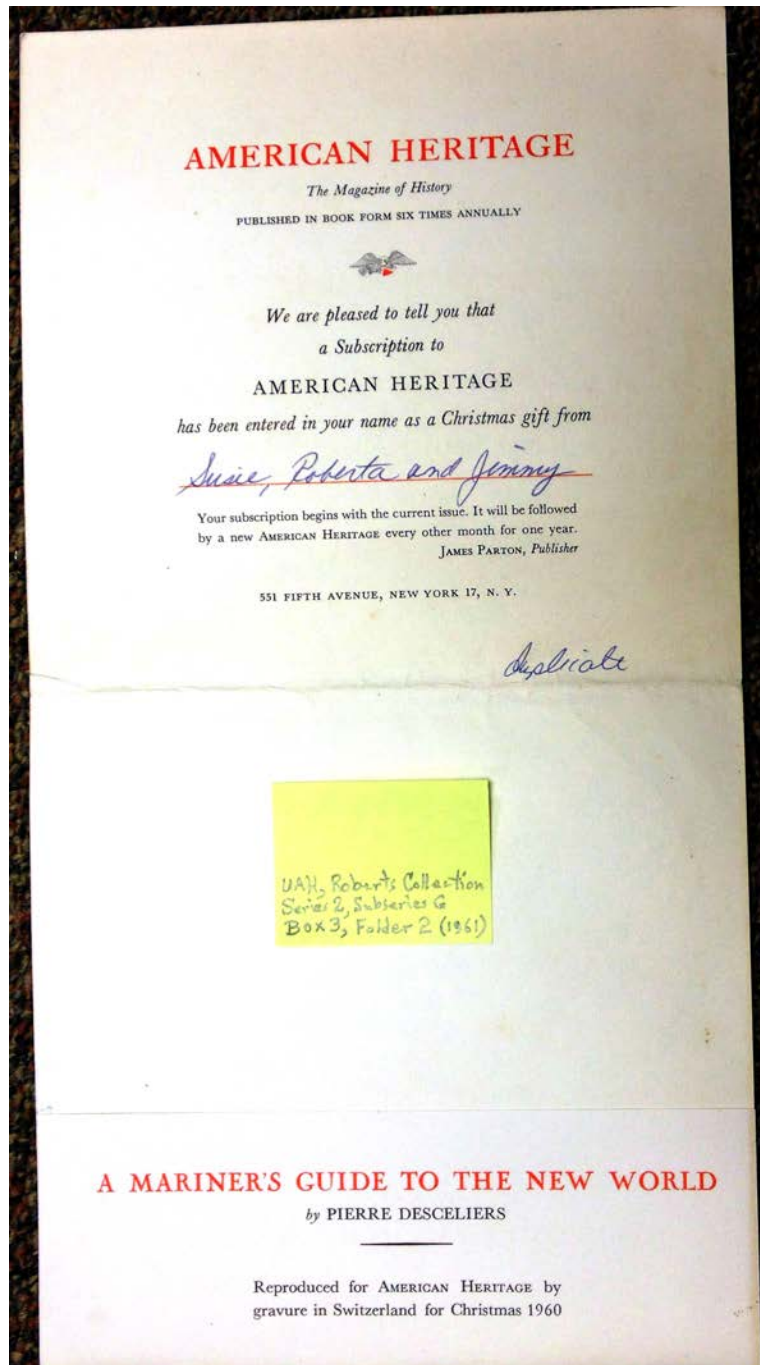 AMERICAN HERITAGE
The Magazine of History
PUBLISHED IN BOOK FORM SIX TIMES ANNUALLY
We are pleased to tell you that
a Subscription to
AMERICAN HERITAGE
has been entered in your name as a Christmas gift from
Susie, Roberta and Jimmy
Your subscription begins with the current issue. It will be followed
by a new AMERICAN HERITAGE every other month for one year.
JAMES PARTON, Publisher
551 FIFTH AVENUE, NEW YORK 17, N. Y.
duplicate
UAH, Roberts Collection
Series 2, Subseries G
Box 3, Folder 2 (1961)
A MARINER'S GUIDE TO THE NEW WORLD
by PIERRE DESCELIERS
Reproduced for AMERICAN HERITAGE by
gravure in Switzerland for Christmas 1960